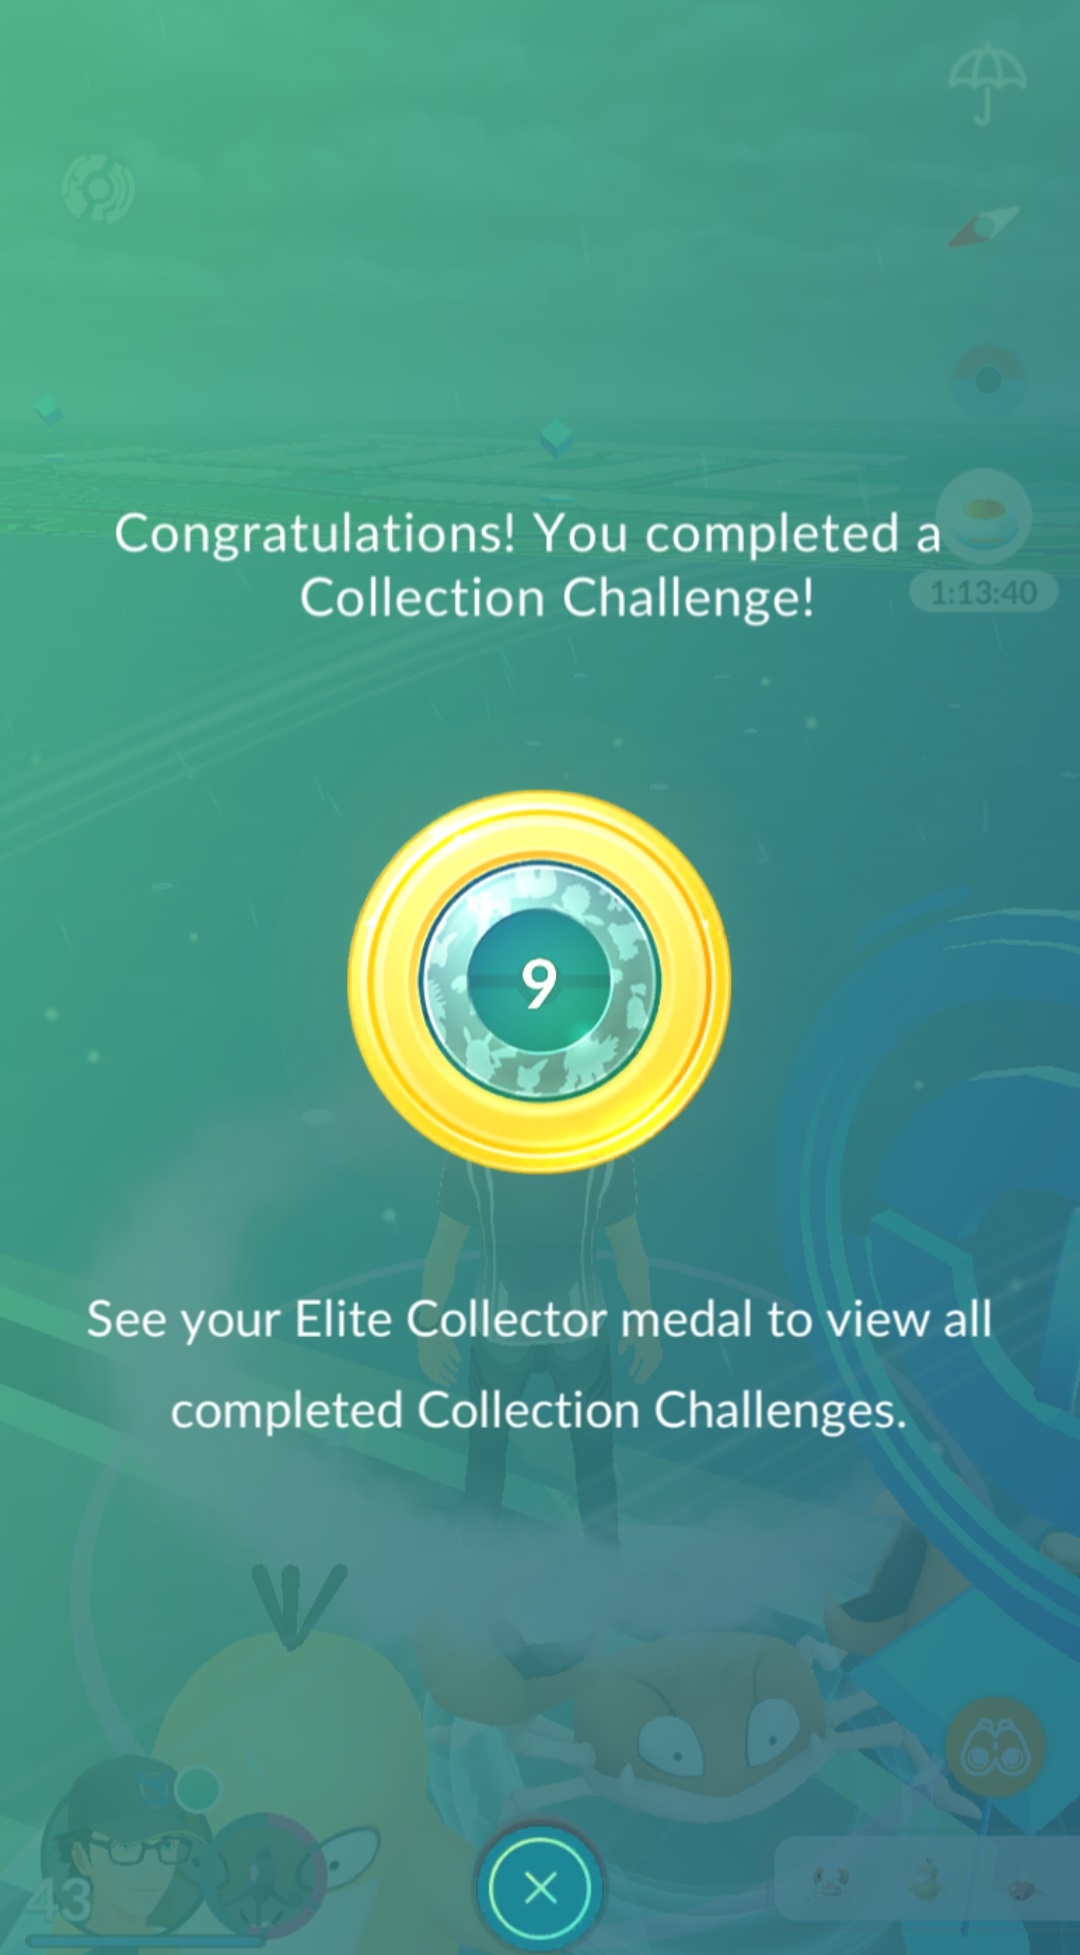 Congratulations! You completed a
Collection Challenge!
1:13:40
9
See your Elite Collector medal to view all
completed Collection Challenges.
43